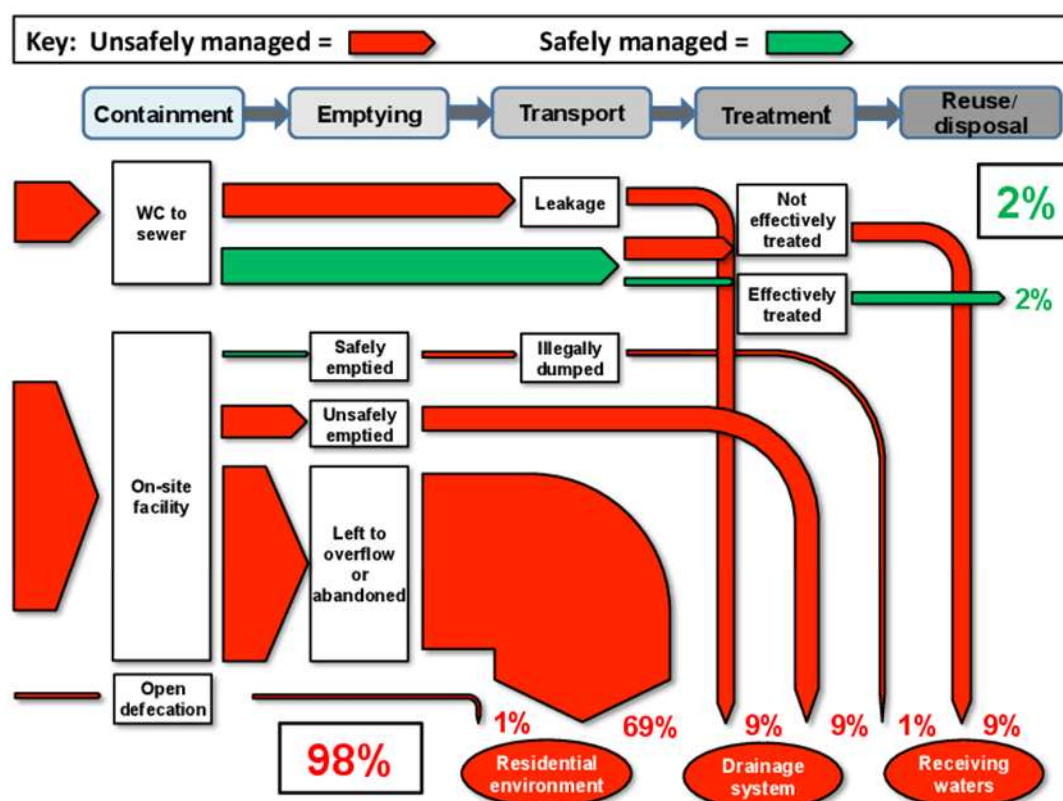 Key: Unsafely managed =
Safely managed =
Containment
Emptying
Transport
Treatment
Reuse/
disposal
WC to
sewer
Leakage
Not
effectively
treated
2%
Effectively
treated
2%
On-site
facility
Safely
emptied
Illegally
dumped
Unsafely
emptied
Left to
overflow
or
abandoned
Open
defecation
98%
1%
69%
9%
9%
1%
9%
Residential
environment
Drainage
system
Receiving
waters